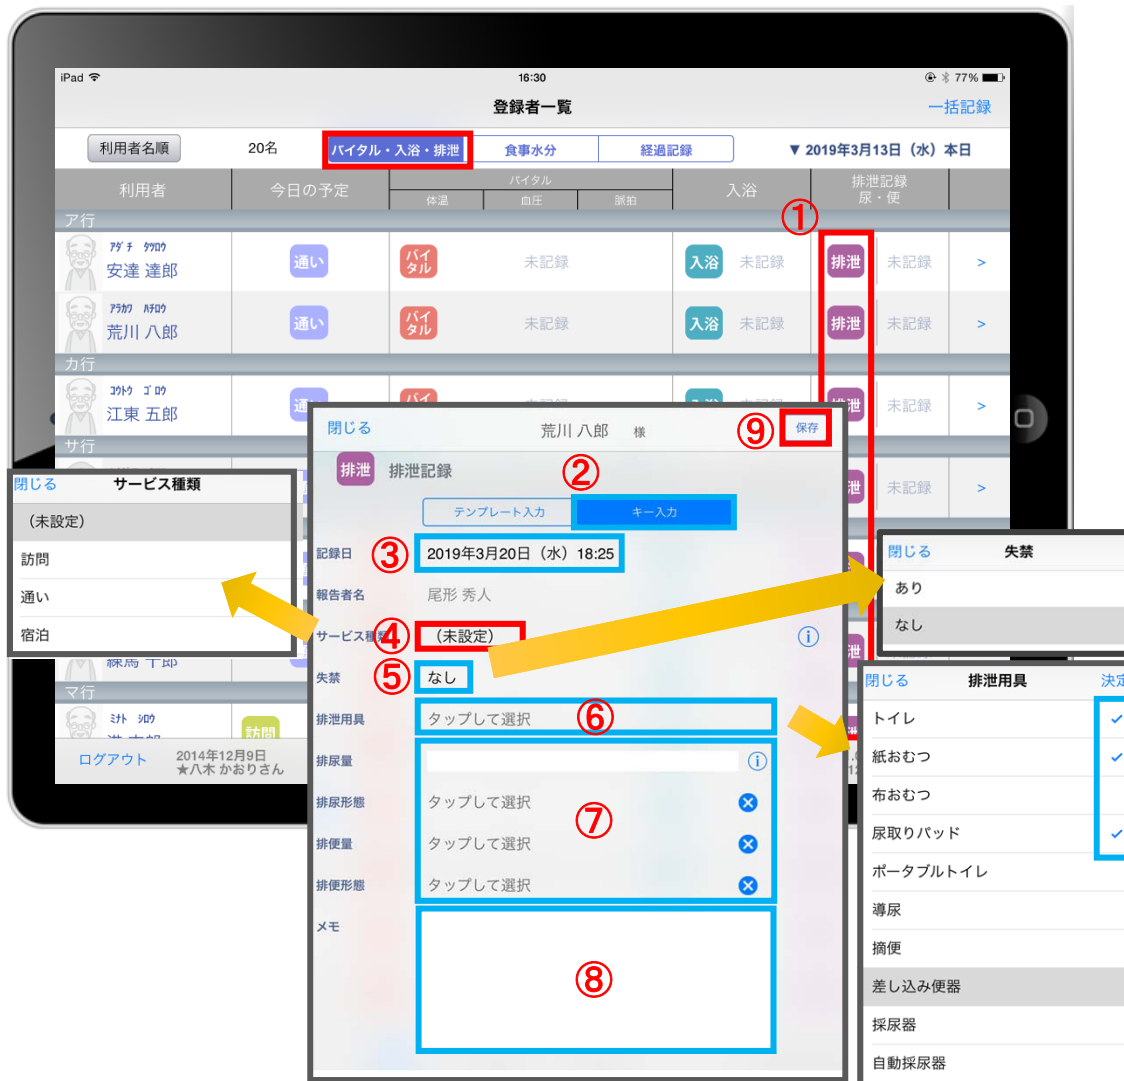 iPad 16:30 77%
登録者一覧 一括記録
利用者名順 20名 バイタル・入浴・排泄 食事水分 経過記録 ▼ 2019年3月13日（水）本日
利用者 今日の予定 バイタル 入浴 排泄記録
体温 血圧 脈拍 尿・便
①
ア行
ｱﾀﾞﾁ ﾀﾂﾛｳ
安達 達郎 通い バイタル 未記録 入浴 未記録 排泄 未記録 >
ｱﾗｶﾜ ﾊﾁﾛｳ
荒川 八郎 通い バイタル 未記録 入浴 未記録 排泄 未記録 >
カ行
ｺｳﾄｳ ｺﾞﾛｳ
江東 五郎 未記録 >
サ行
未記録 >
マ行
ﾐﾅﾄ ｼﾛｳ
訪問
ログアウト 2014年12月9日
★八木 かおりさん
閉じる サービス種類
（未設定）
訪問
通い
宿泊
閉じる 荒川 八郎 様 ⑨ 保存
排泄 排泄記録 ②
テンプレート入力 キー入力
記録日 ③ 2019年3月20日（水）18:25
報告者名 尾形 秀人
サービス種類 ④ （未設定）
失禁 ⑤ なし
排泄用具 タップして選択 ⑥
排尿量
排尿形態 タップして選択 ⑦
排便量 タップして選択
排便形態 タップして選択
メモ
⑧
閉じる 失禁
あり
なし
閉じる 排泄用具 決定
トイレ
紙おむつ
布おむつ
尿取りパッド
ポータブルトイレ
導尿
摘便
差し込み便器
採尿器
自動採尿器